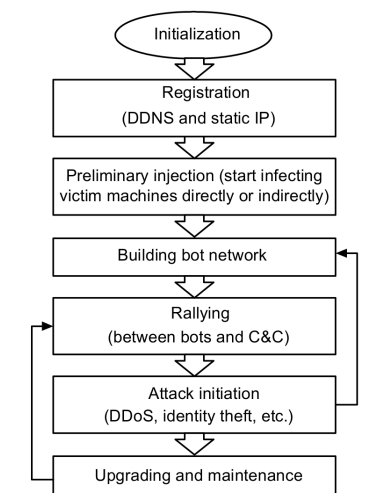 Initialization
Registration
(DDNS and static IP)
Preliminary injection (start infecting
victim machines directly or indirectly)
Building bot network
Rallying
(between bots and C&C)
Attack initiation
(DDoS, identity theft, etc.)
Upgrading and maintenance